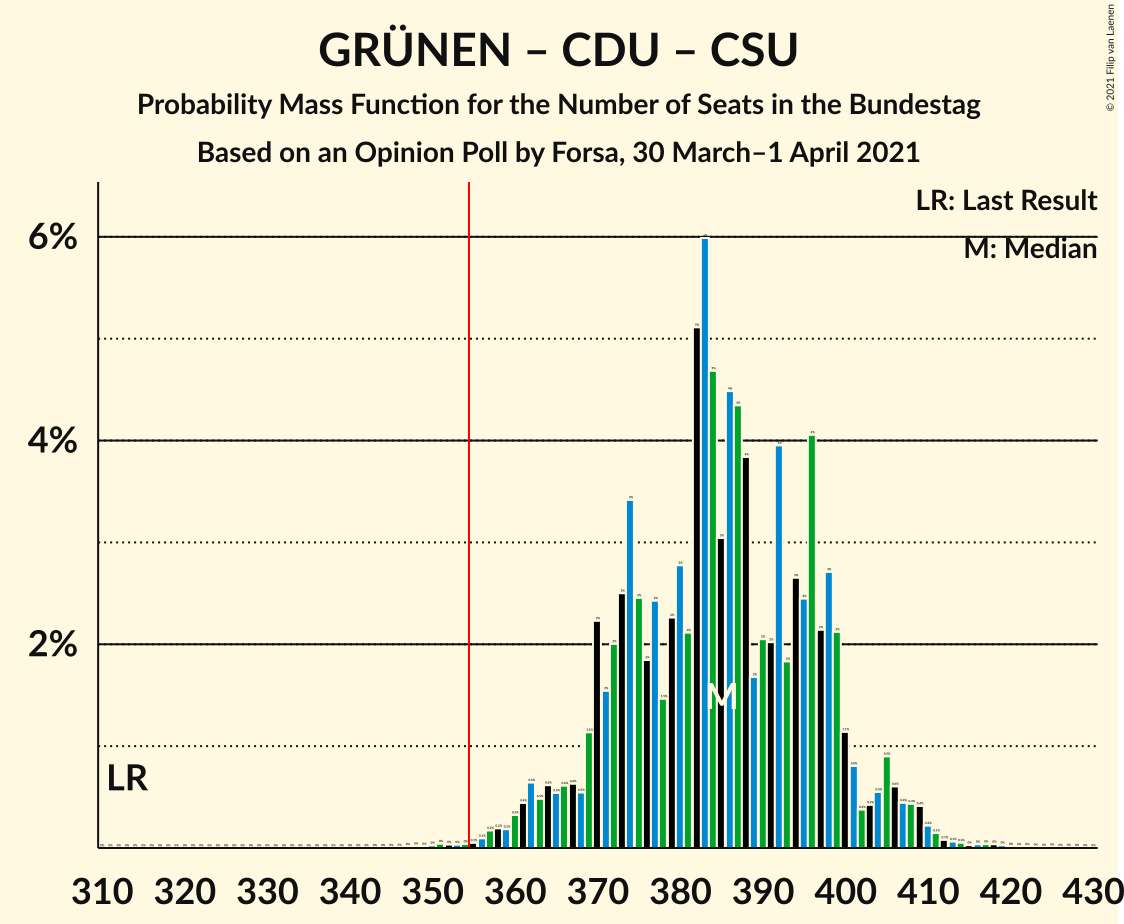 GRÜNEN – CDU – CSU
Probability Mass Function for the Number of Seats in the Bundestag
Based on an Opinion Poll by Forsa, 30 March–1 April 2021
© 2021 Filip van Laenen
LR: Last Result
M: Median
6%
4%
2%
M
LR
310 320 330 340 350 360 370 380 390 400 410 420 430